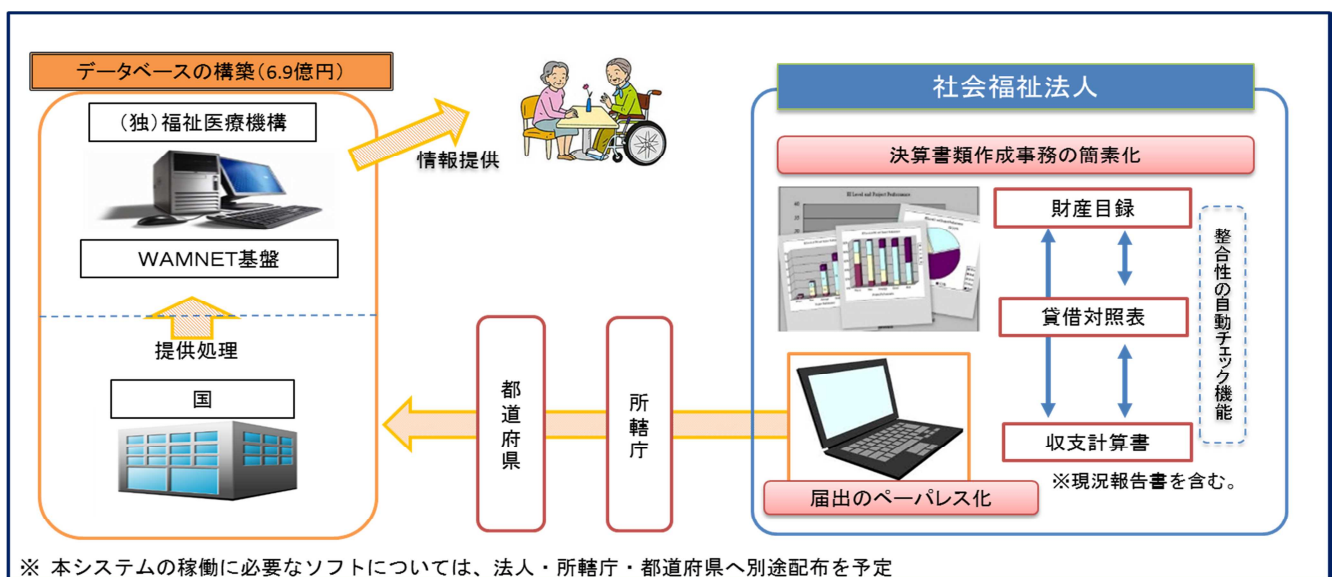 データベースの構築(6.9億円)
(独)福祉医療機構
WAMNET基盤
提供処理
国
情報提供
都道府県
所轄庁
社会福祉法人
決算書類作成事務の簡素化
財産目録
貸借対照表
収支計算書
整合性の自動チェック機能
※現況報告書を含む。
届出のペーパレス化
※ 本システムの稼働に必要なソフトについては、法人・所轄庁・都道府県へ別途配布を予定